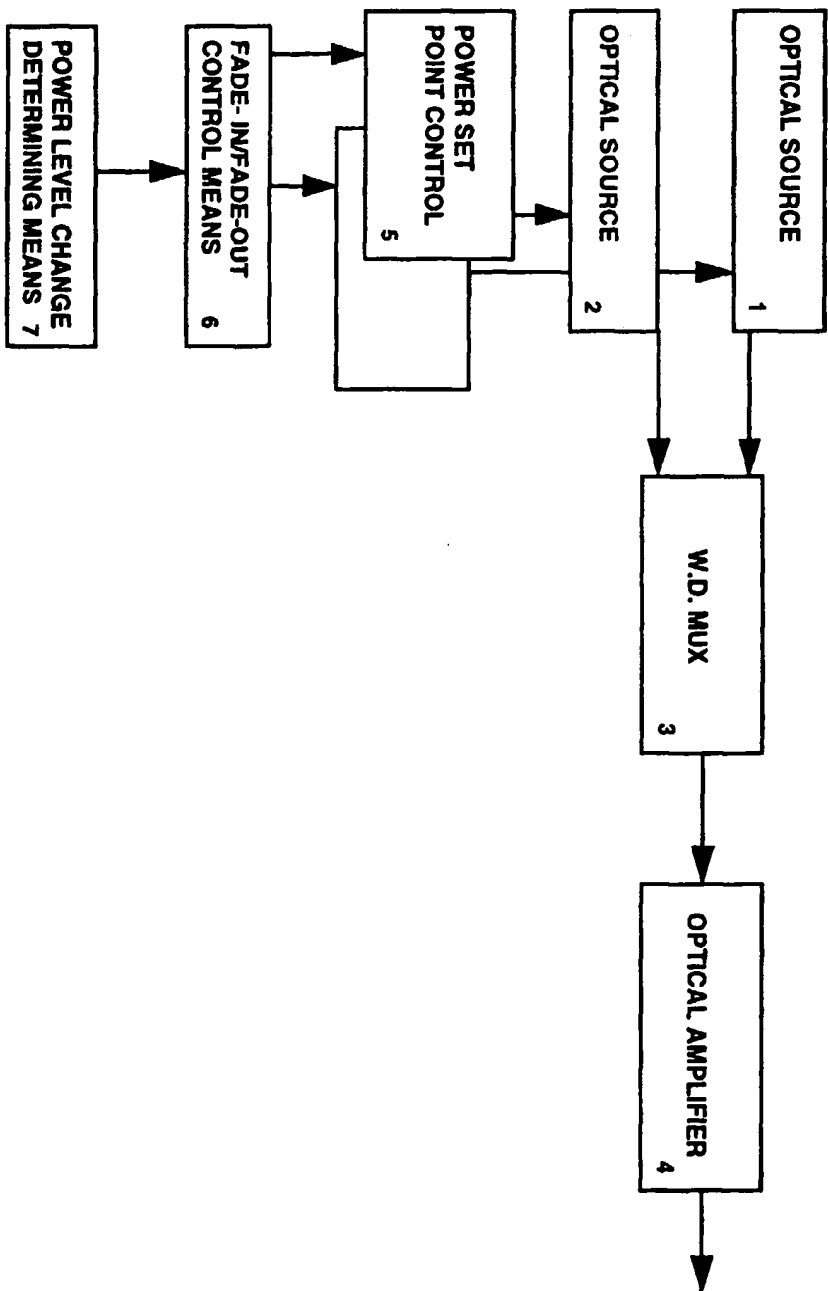 OPTICAL SOURCE
1
OPTICAL SOURCE
2
W.D. MUX
3
OPTICAL AMPLIFIER
4
POWER SET
POINT CONTROL
5
FADE- IN/FADE-OUT
CONTROL MEANS
6
POWER LEVEL CHANGE
DETERMINING MEANS 7